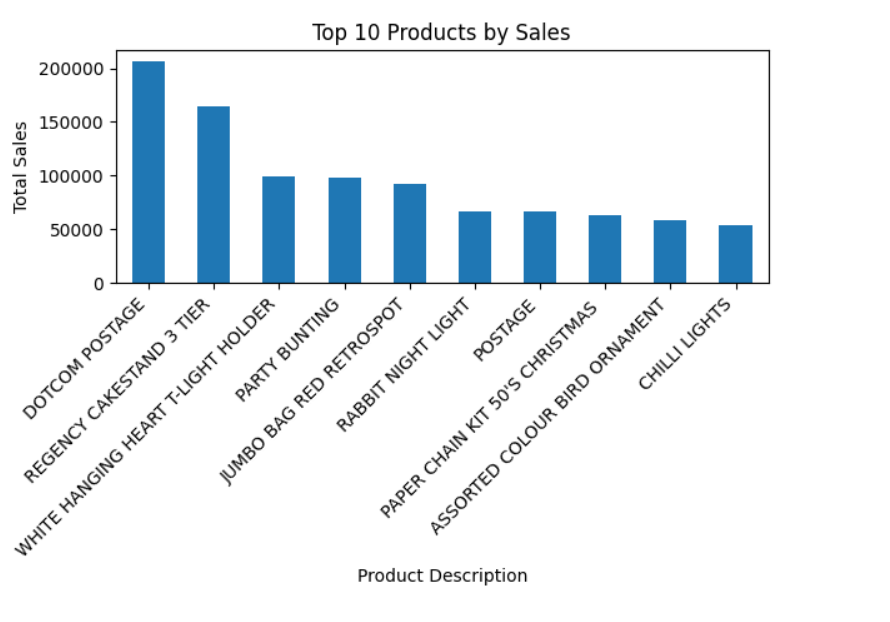 Top 10 Products by Sales
Total Sales
200000
150000
100000
50000
0
DOTCOM POSTAGE
REGENCY CAKESTAND 3 TIER
WHITE HANGING HEART T-LIGHT HOLDER
PARTY BUNTING
JUMBO BAG RED RETROSPOT
RABBIT NIGHT LIGHT
POSTAGE
PAPER CHAIN KIT 50'S CHRISTMAS
ASSORTED COLOUR BIRD ORNAMENT
CHILLI LIGHTS
Product Description